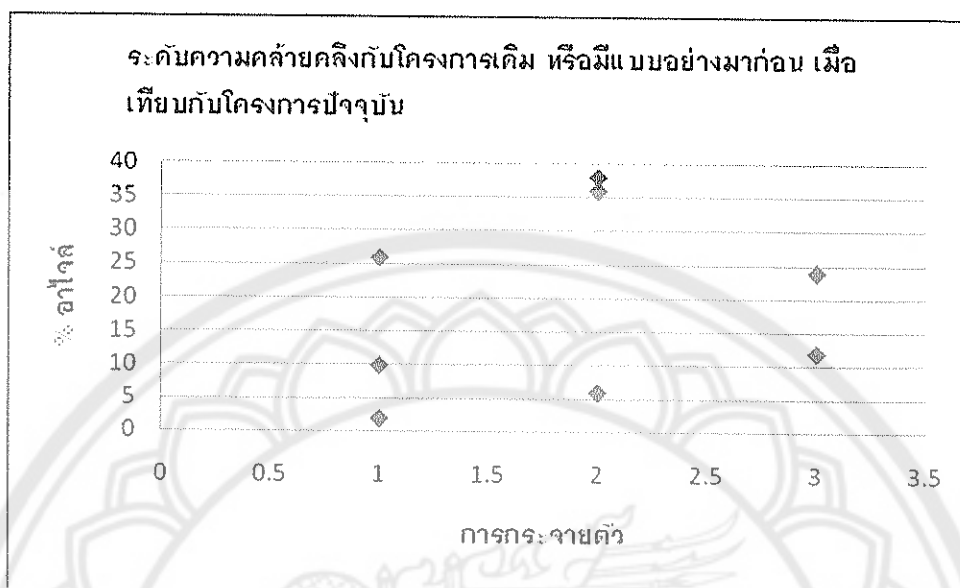 ระดับความคล้ายคลึงกับโครงการเดิม หรือมีแบบอย่างมาก่อน เมื่อ
เทียบกับโครงการปัจจุบัน
40
35
30
25
20
15
10
5
0
% อาไจล์
0 0.5 1 1.5 2 2.5 3 3.5
การกระจายตัว